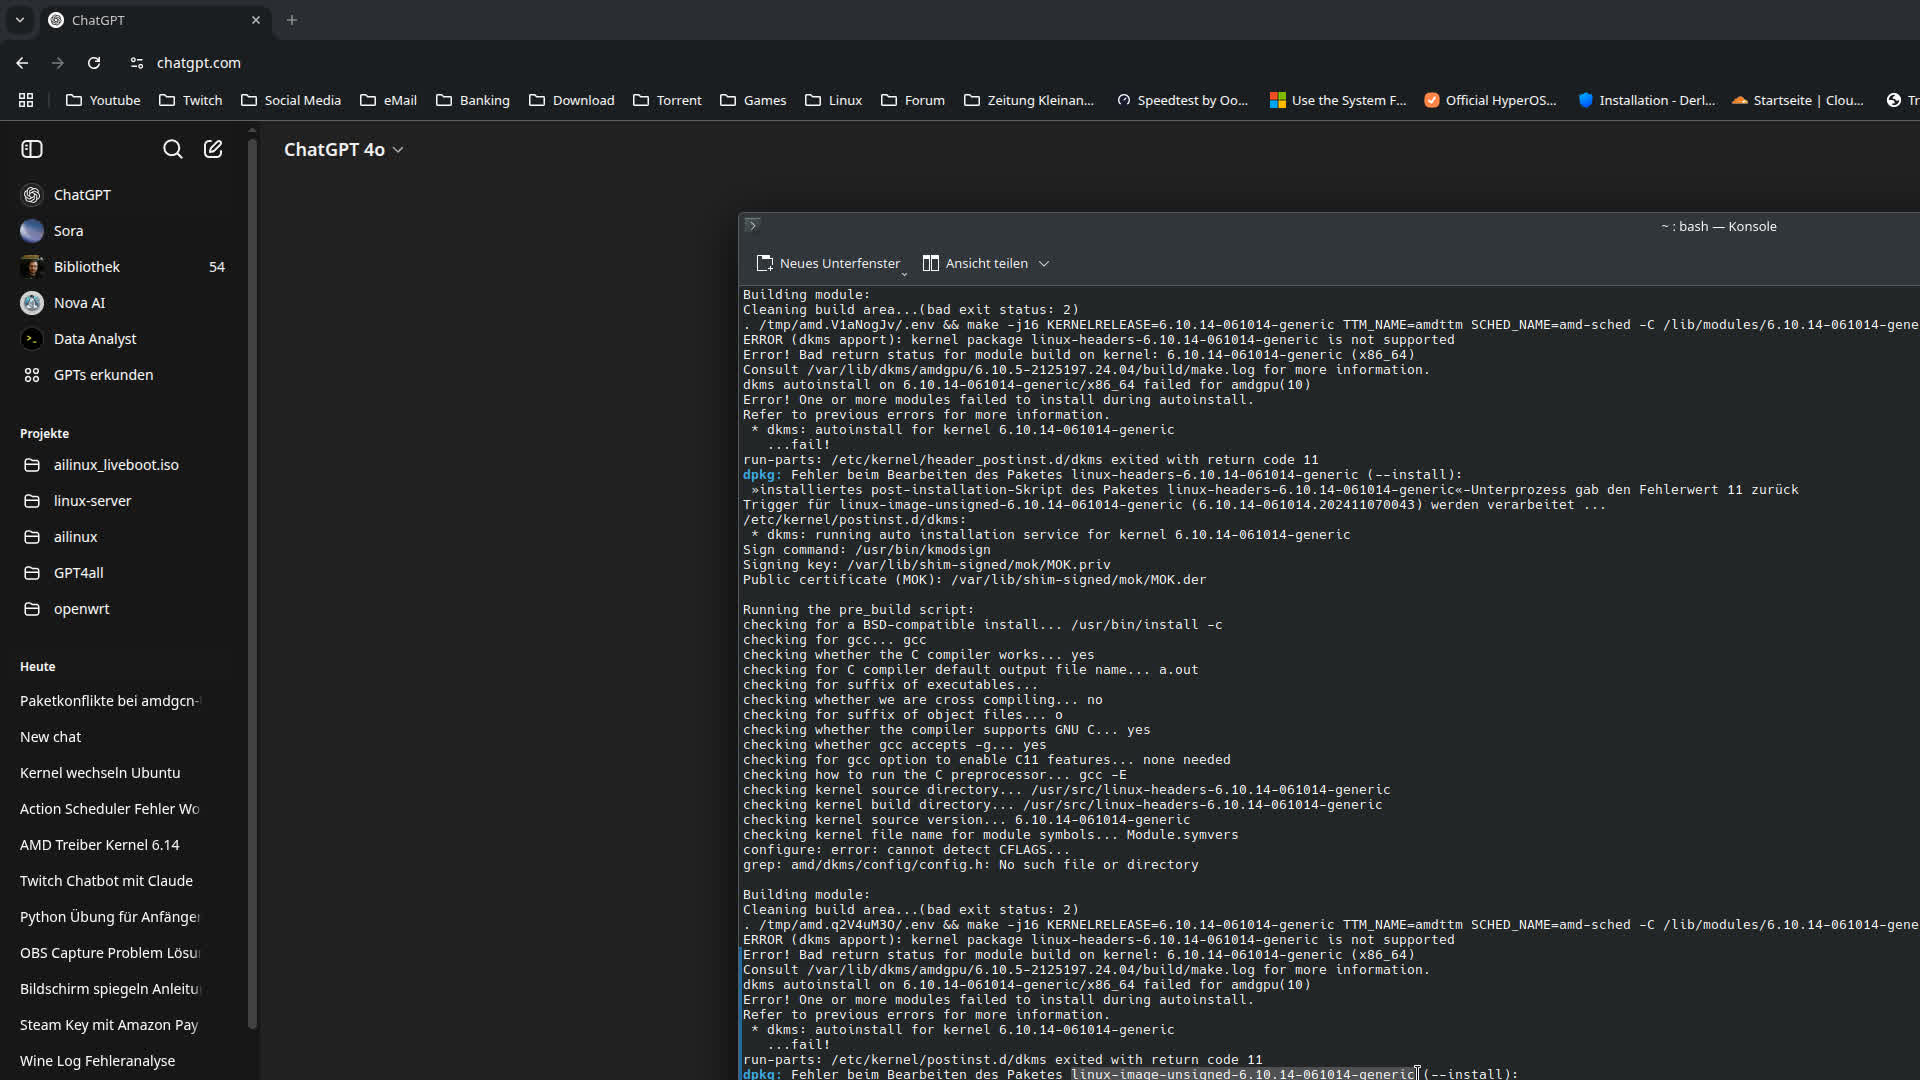 ChatGPT
chatgpt.com
Youtube
Twitch
Social Media
eMail
Banking
Download
Torrent
Games
Linux
Forum
Zeitung Kleinan...
Speedtest by Oo...
Use the System F...
Official HyperOS...
Installation - Derl...
Startseite | Clou...
Tr
ChatGPT 4o
ChatGPT
Sora
Bibliothek 54
Nova AI
Data Analyst
GPTs erkunden
Projekte
ailinux_liveboot.iso
linux-server
ailinux
GPT4all
openwrt
Heute
Paketkonflikte bei amdgcn-
New chat
Kernel wechseln Ubuntu
Action Scheduler Fehler Wo
AMD Treiber Kernel 6.14
Twitch Chatbot mit Claude
Python Übung für Anfänger
OBS Capture Problem Lösu
Bildschirm spiegeln Anleitu
Steam Key mit Amazon Pay
Wine Log Fehleranalyse
~ : bash — Konsole
Neues Unterfenster
Ansicht teilen
Building module:
Cleaning build area...(bad exit status: 2)
. /tmp/amd.V1aNogJv/.env && make -j16 KERNELRELEASE=6.10.14-061014-generic TTM_NAME=amdttm SCHED_NAME=amd-sched -C /lib/modules/6.10.14-061014-gene
ERROR (dkms apport): kernel package linux-headers-6.10.14-061014-generic is not supported
Error! Bad return status for module build on kernel: 6.10.14-061014-generic (x86_64)
Consult /var/lib/dkms/amdgpu/6.10.5-2125197.24.04/build/make.log for more information.
dkms autoinstall on 6.10.14-061014-generic/x86_64 failed for amdgpu(10)
Error! One or more modules failed to install during autoinstall.
Refer to previous errors for more information.
 * dkms: autoinstall for kernel 6.10.14-061014-generic
   ...fail!
run-parts: /etc/kernel/header_postinst.d/dkms exited with return code 11
dpkg: Fehler beim Bearbeiten des Paketes linux-headers-6.10.14-061014-generic (--install):
 »installiertes post-installation-Skript des Paketes linux-headers-6.10.14-061014-generic«-Unterprozess gab den Fehlerwert 11 zurück
Trigger für linux-image-unsigned-6.10.14-061014-generic (6.10.14-061014.202411070043) werden verarbeitet ...
/etc/kernel/postinst.d/dkms:
 * dkms: running auto installation service for kernel 6.10.14-061014-generic
Sign command: /usr/bin/kmodsign
Signing key: /var/lib/shim-signed/mok/MOK.priv
Public certificate (MOK): /var/lib/shim-signed/mok/MOK.der
Running the pre_build script:
checking for a BSD-compatible install... /usr/bin/install -c
checking for gcc... gcc
checking whether the C compiler works... yes
checking for C compiler default output file name... a.out
checking for suffix of executables...
checking whether we are cross compiling... no
checking for suffix of object files... o
checking whether the compiler supports GNU C... yes
checking whether gcc accepts -g... yes
checking for gcc option to enable C11 features... none needed
checking how to run the C preprocessor... gcc -E
checking kernel source directory... /usr/src/linux-headers-6.10.14-061014-generic
checking kernel build directory... /usr/src/linux-headers-6.10.14-061014-generic
checking kernel source version... 6.10.14-061014-generic
checking kernel file name for module symbols... Module.symvers
configure: error: cannot detect CFLAGS...
grep: amd/dkms/config/config.h: No such file or directory
Building module:
Cleaning build area...(bad exit status: 2)
. /tmp/amd.q2V4uM3O/.env && make -j16 KERNELRELEASE=6.10.14-061014-generic TTM_NAME=amdttm SCHED_NAME=amd-sched -C /lib/modules/6.10.14-061014-gene
ERROR (dkms apport): kernel package linux-headers-6.10.14-061014-generic is not supported
Error! Bad return status for module build on kernel: 6.10.14-061014-generic (x86_64)
Consult /var/lib/dkms/amdgpu/6.10.5-2125197.24.04/build/make.log for more information.
dkms autoinstall on 6.10.14-061014-generic/x86_64 failed for amdgpu(10)
Error! One or more modules failed to install during autoinstall.
Refer to previous errors for more information.
 * dkms: autoinstall for kernel 6.10.14-061014-generic
   ...fail!
run-parts: /etc/kernel/postinst.d/dkms exited with return code 11
dpkg: Fehler beim Bearbeiten des Paketes linux-image-unsigned-6.10.14-061014-generic (--install):